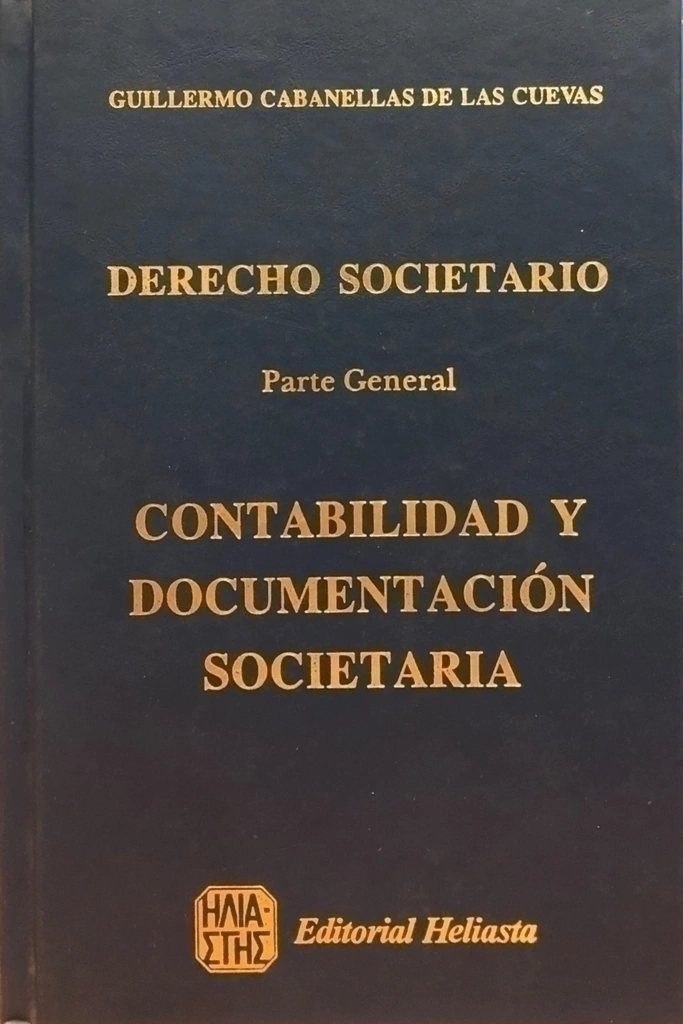 GUILLERMO CABANELLAS DE LAS CUEVAS
DERECHO SOCIETARIO
Parte General
CONTABILIDAD Y
DOCUMENTACIÓN
SOCIETARIA
ΗΛΙΑ-
ΣΤΗΣ
Editorial Heliasta